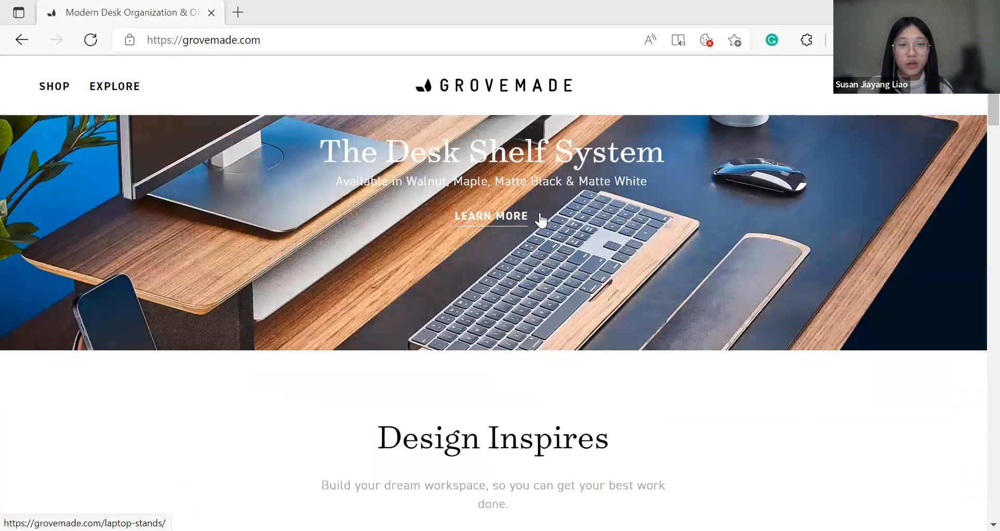 Modern Desk Organization & Of
https://grovemade.com
Susan Jiayang Liao
SHOP EXPLORE
GROVEMADE
The Desk Shelf System
Available in Walnut, Maple, Matte Black & Matte White
LEARN MORE
Design Inspires
Build your dream workspace, so you can get your best work
done.
https://grovemade.com/laptop-stands/